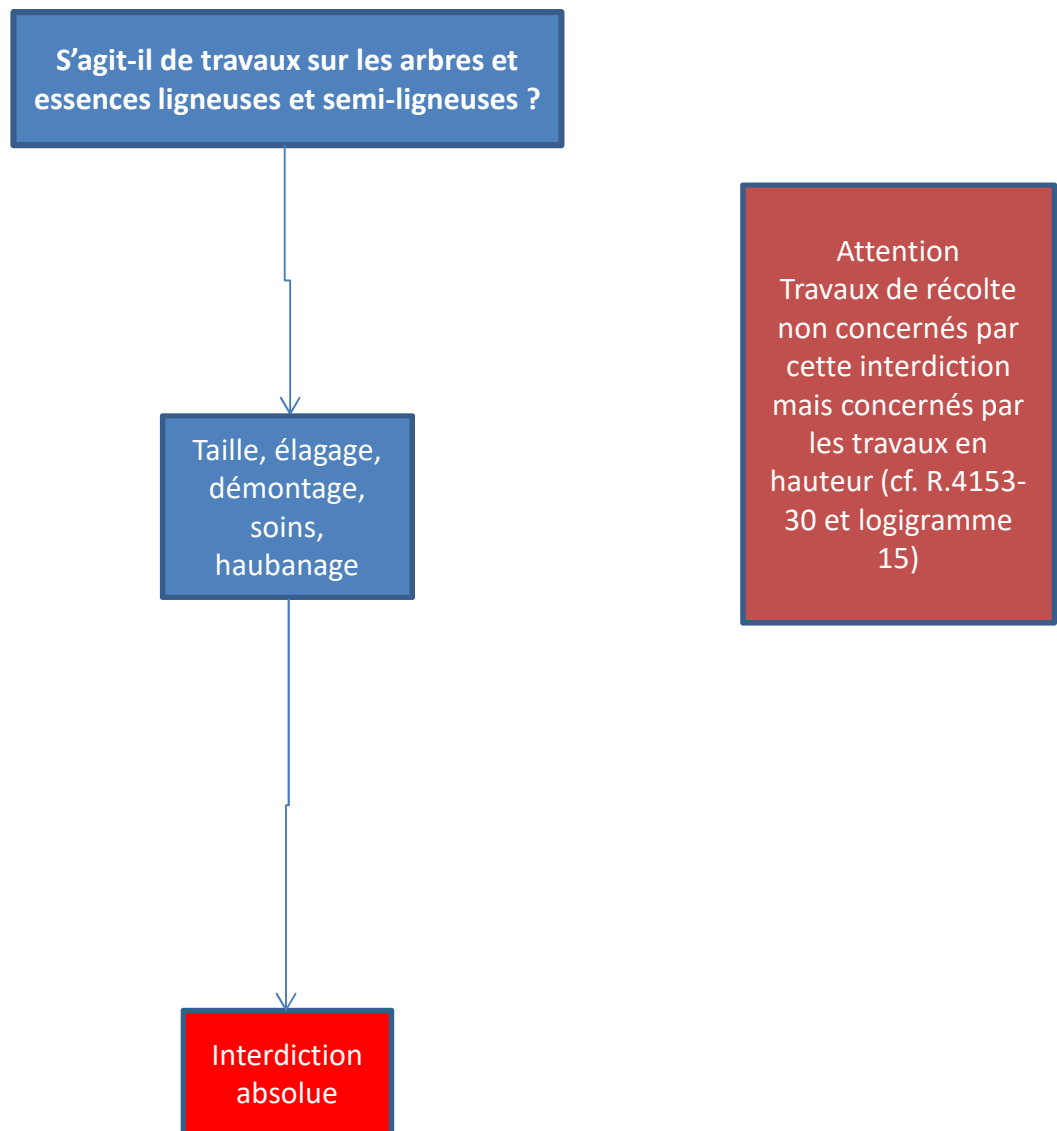 S’agit-il de travaux sur les arbres et
essences ligneuses et semi-ligneuses ?
Attention
Travaux de récolte
non concernés par
cette interdiction
mais concernés par
les travaux en
hauteur (cf. R.4153-
30 et logigramme
15)
Taille, élagage,
démontage,
soins,
haubanage
Interdiction
absolue